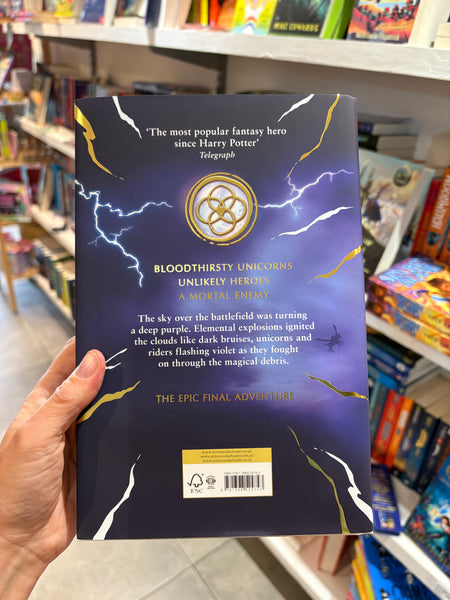 'The most popular fantasy hero
since Harry Potter'
Telegraph
BLOODTHIRSTY UNICORNS
UNLIKELY HEROES
A MORTAL ENEMY
The sky over the battlefield was turning
a deep purple. Elemental explosions ignited
the clouds like dark bruises, unicorns and
riders flashing violet as they fought
on through the magical debris.
THE EPIC FINAL ADVENTURE
FSC